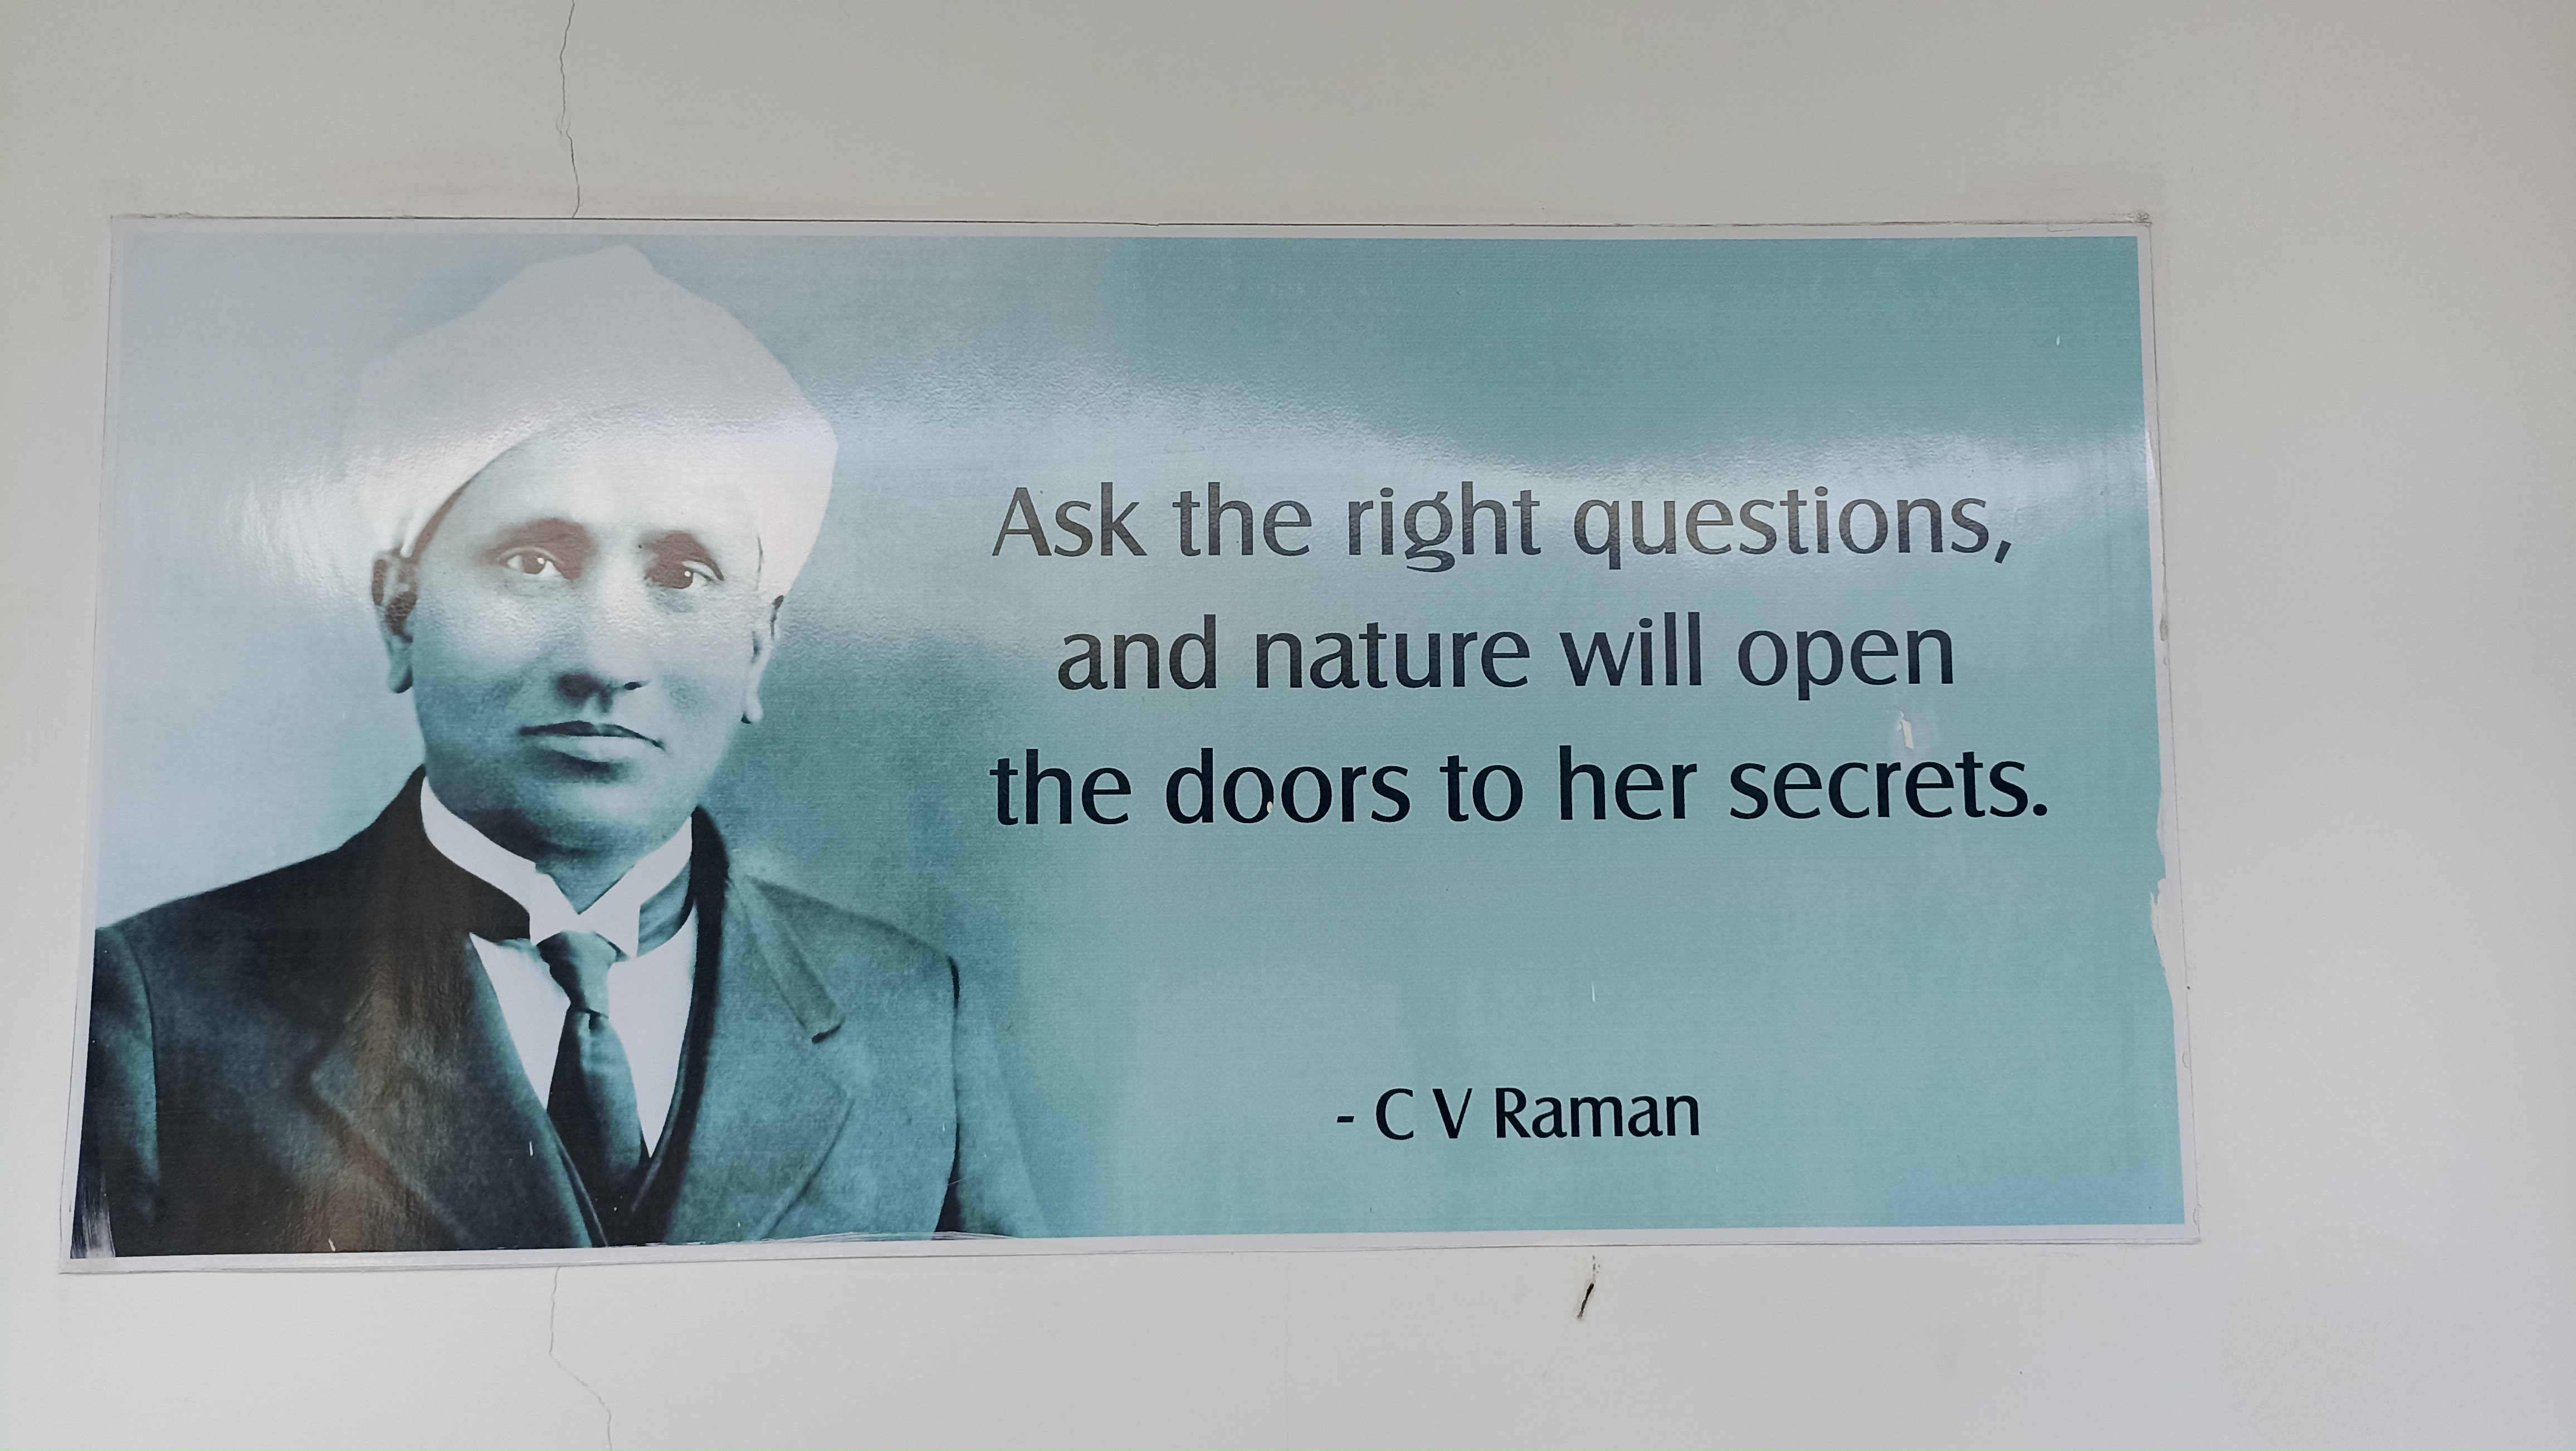 Ask the right questions,
and nature will open
the doors to her secrets.
- C V Raman